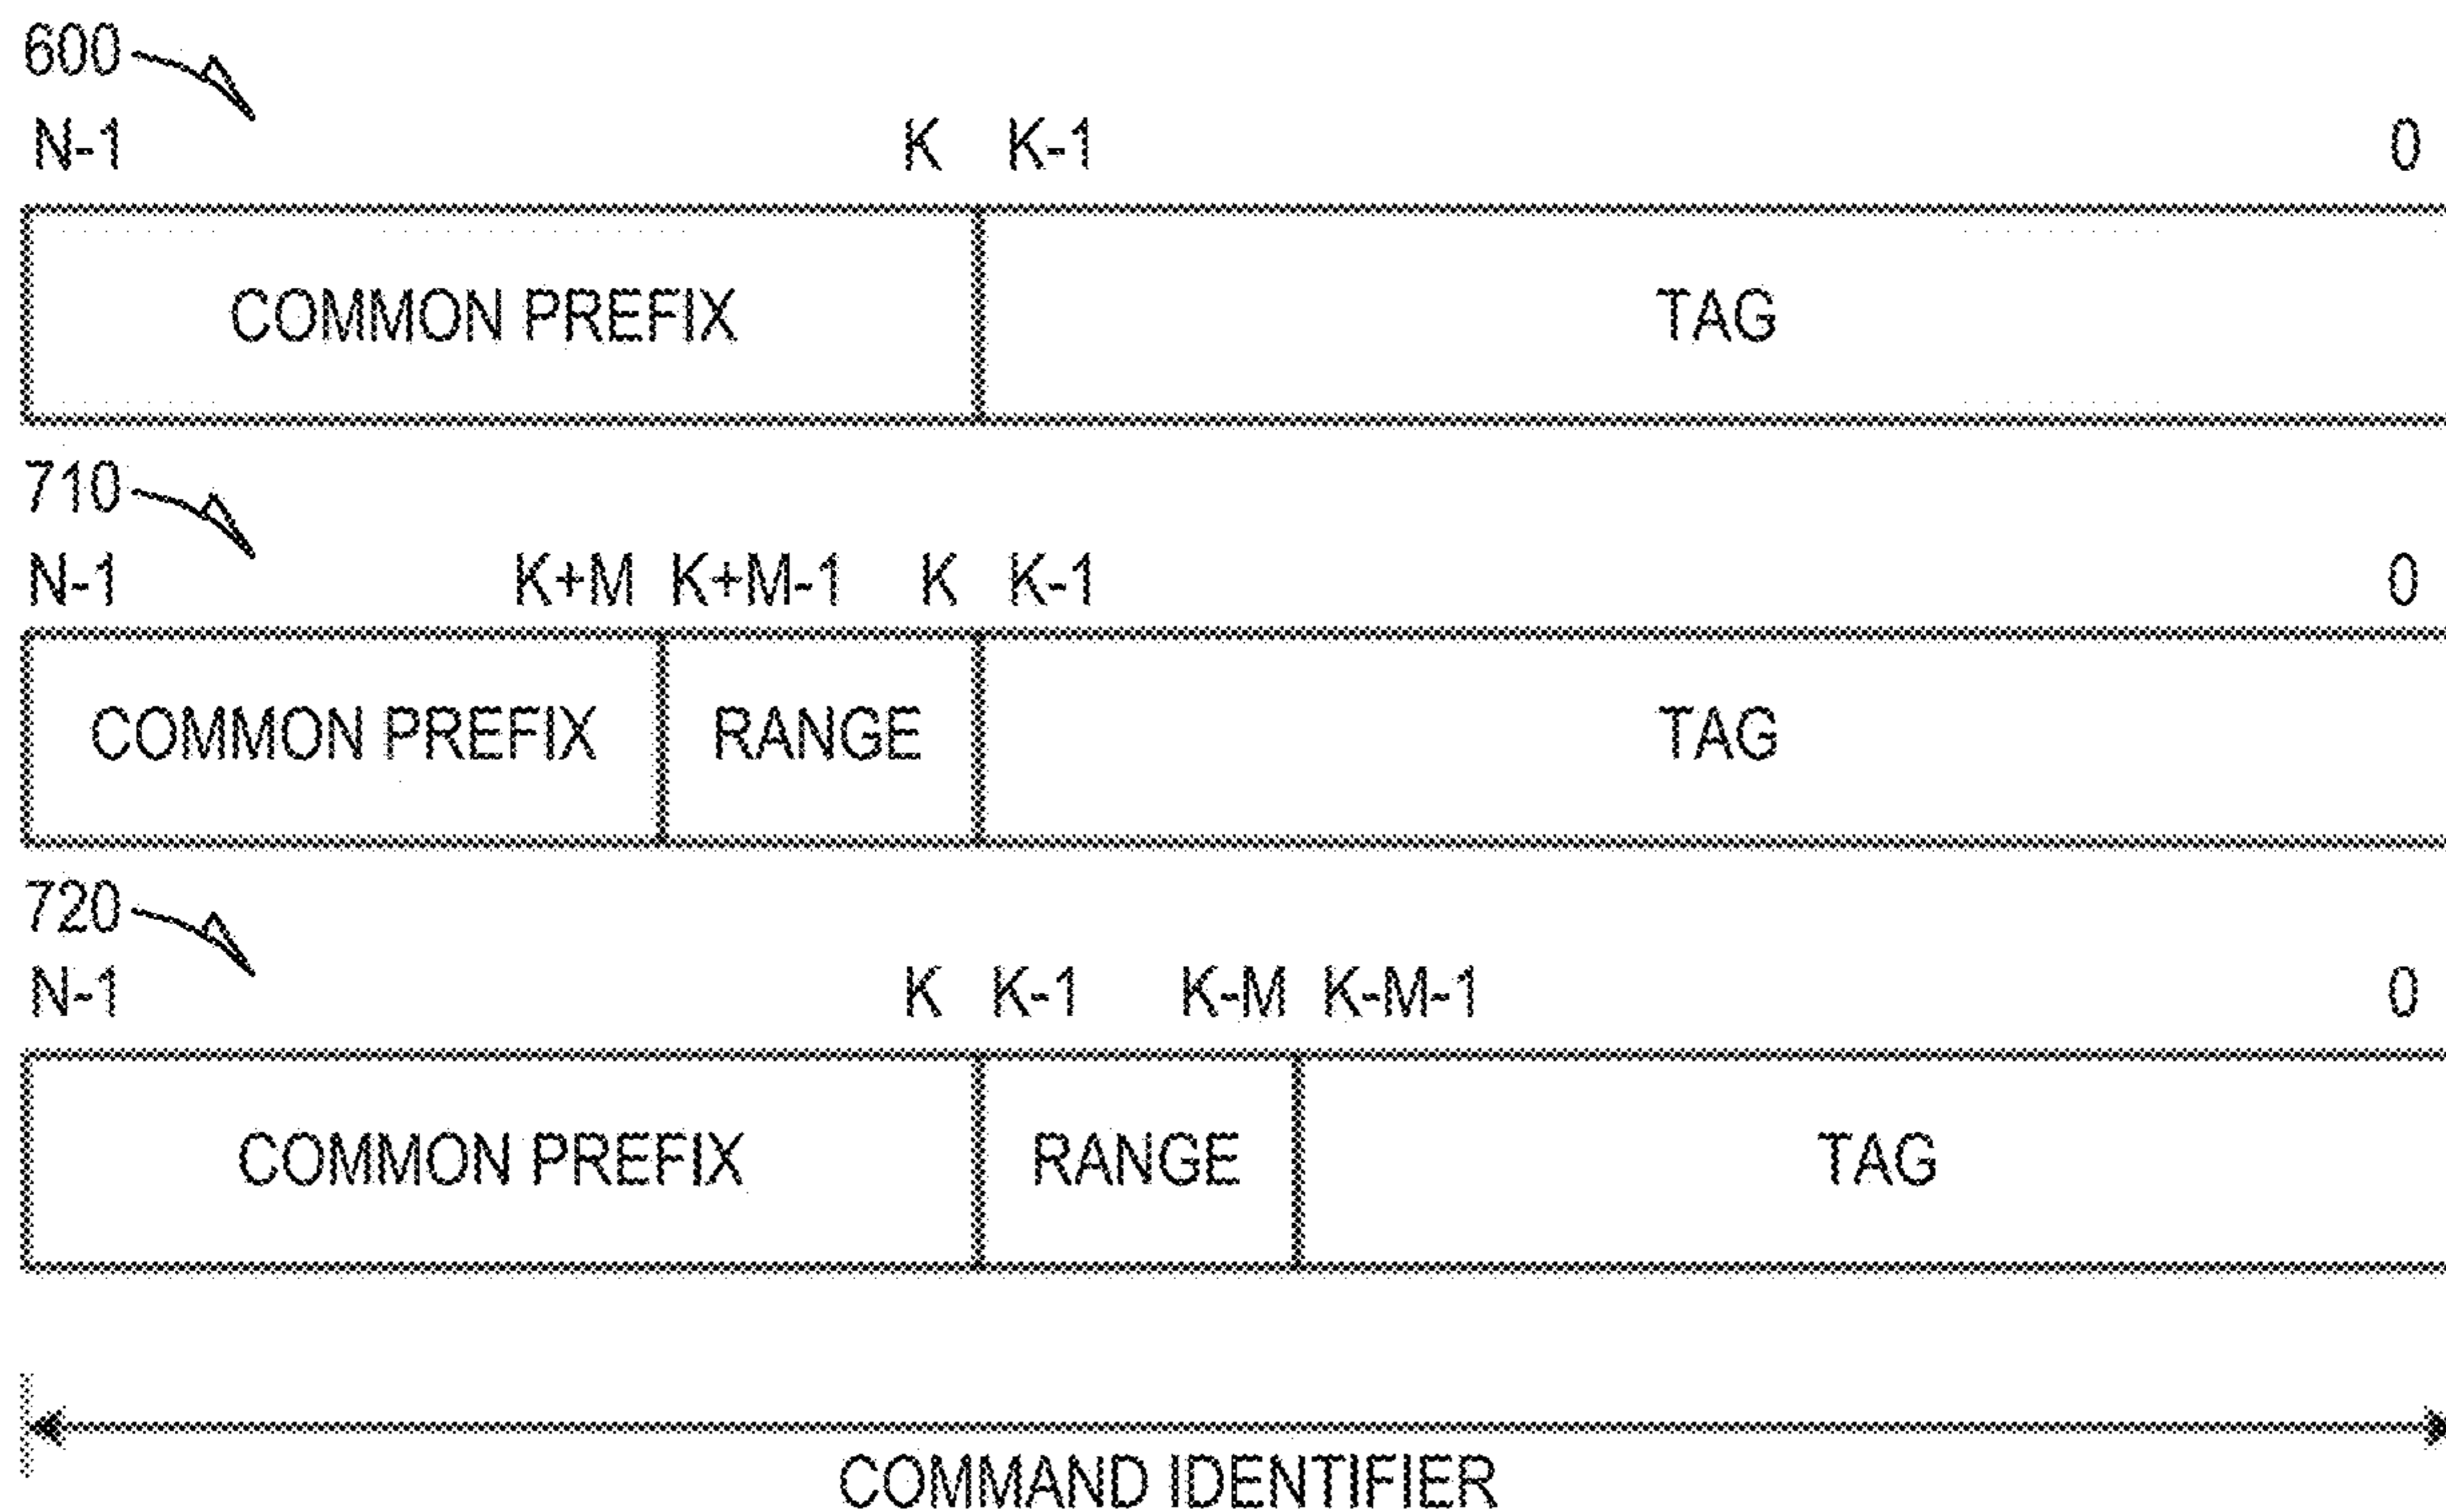 600
N-1 K K-1 0
COMMON PREFIX TAG
710
N-1 K+M K+M-1 K K-1 0
COMMON PREFIX RANGE TAG
720
N-1 K K-1 K-M K-M-1 0
COMMON PREFIX RANGE TAG
COMMAND IDENTIFIER